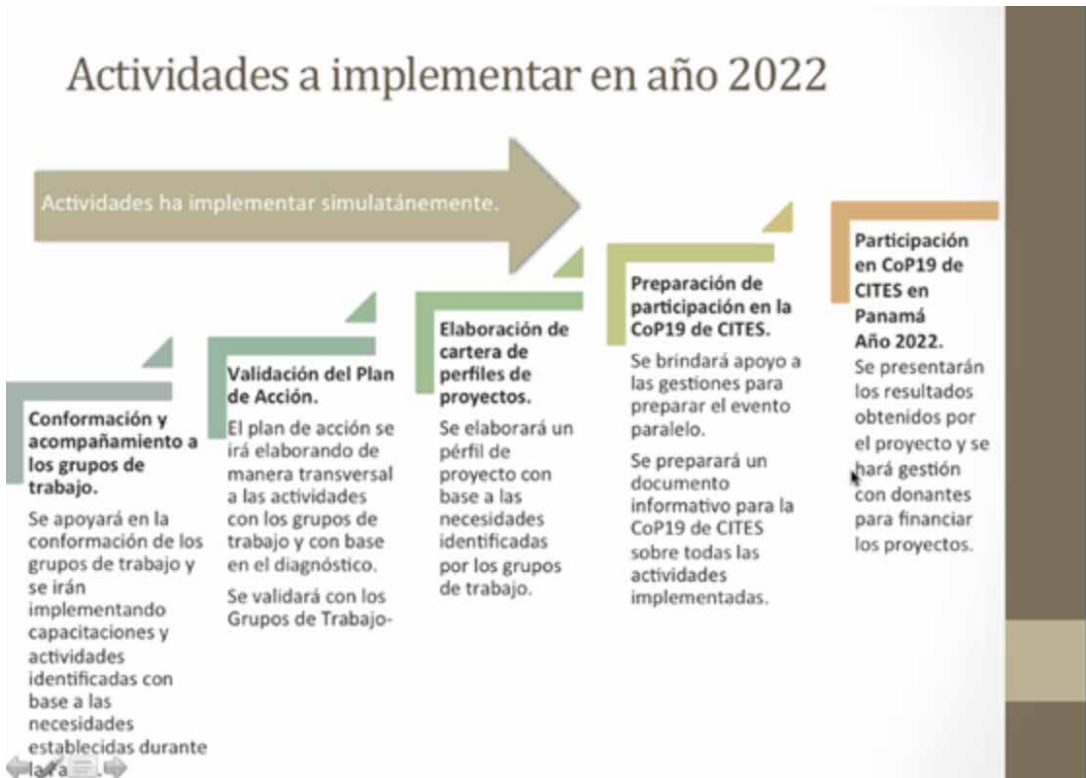 Actividades a implementar en año 2022
Actividades ha implementar simulatánemente.
Conformación y
acompañamiento a
los grupos de
trabajo.
Se apoyará en la
conformación de los
grupos de trabajo y
se irán
implementando
capacitaciones y
actividades
identificadas con
base a las
necesidades
establecidas durante
Validación del Plan
de Acción.
El plan de acción se
irá elaborando de
manera transversal
a las actividades
con los grupos de
trabajo y con base
en el diagnóstico.
Se validará con los
Grupos de Trabajo-
Elaboración de
cartera de
perfiles de
proyectos.
Se elaborará un
pérfil de
proyecto con
base a las
necesidades
identificadas
por los grupos
de trabajo.
Preparación de
participación en la
CoP19 de CITES.
Se brindará apoyo a
las gestiones para
preparar el evento
paralelo.
Se preparará un
documento
informativo para la
CoP19 de CITES
sobre todas las
actividades
implementadas.
Participación
en CoP19 de
CITES en
Panamá
Año 2022.
Se presentarán
los resultados
obtenidos por
el proyecto y se
hará gestión
con donantes
para financiar
los proyectos.